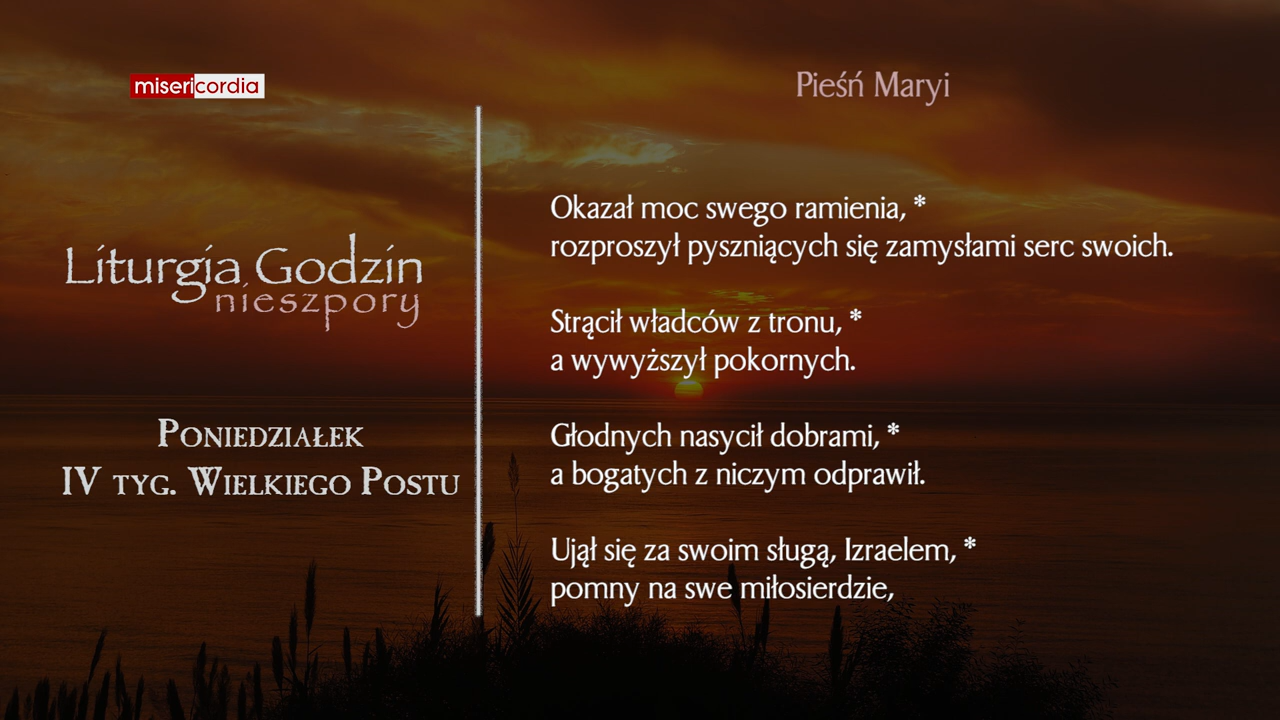 misericordia
Pieśń Maryi
Liturgia Godzin
nieszpory
Poniedziałek
IV tyg. Wielkiego Postu
Okazał moc swego ramienia, *
rozproszył pyszniących się zamysłami serc swoich.
Strącił władców z tronu, *
a wywyższył pokornych.
Głodnych nasycił dobrami, *
a bogatych z niczym odprawił.
Ujął się za swoim sługą, Izraelem, *
pomny na swe miłosierdzie,